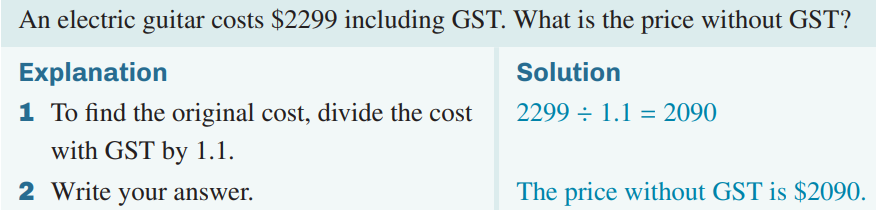 An electric guitar costs $2299 including GST. What is the price without GST?
Explanation
Solution
1 To find the original cost, divide the cost
with GST by 1.1.
2299 ÷ 1.1 = 2090
2 Write your answer.
The price without GST is $2090.